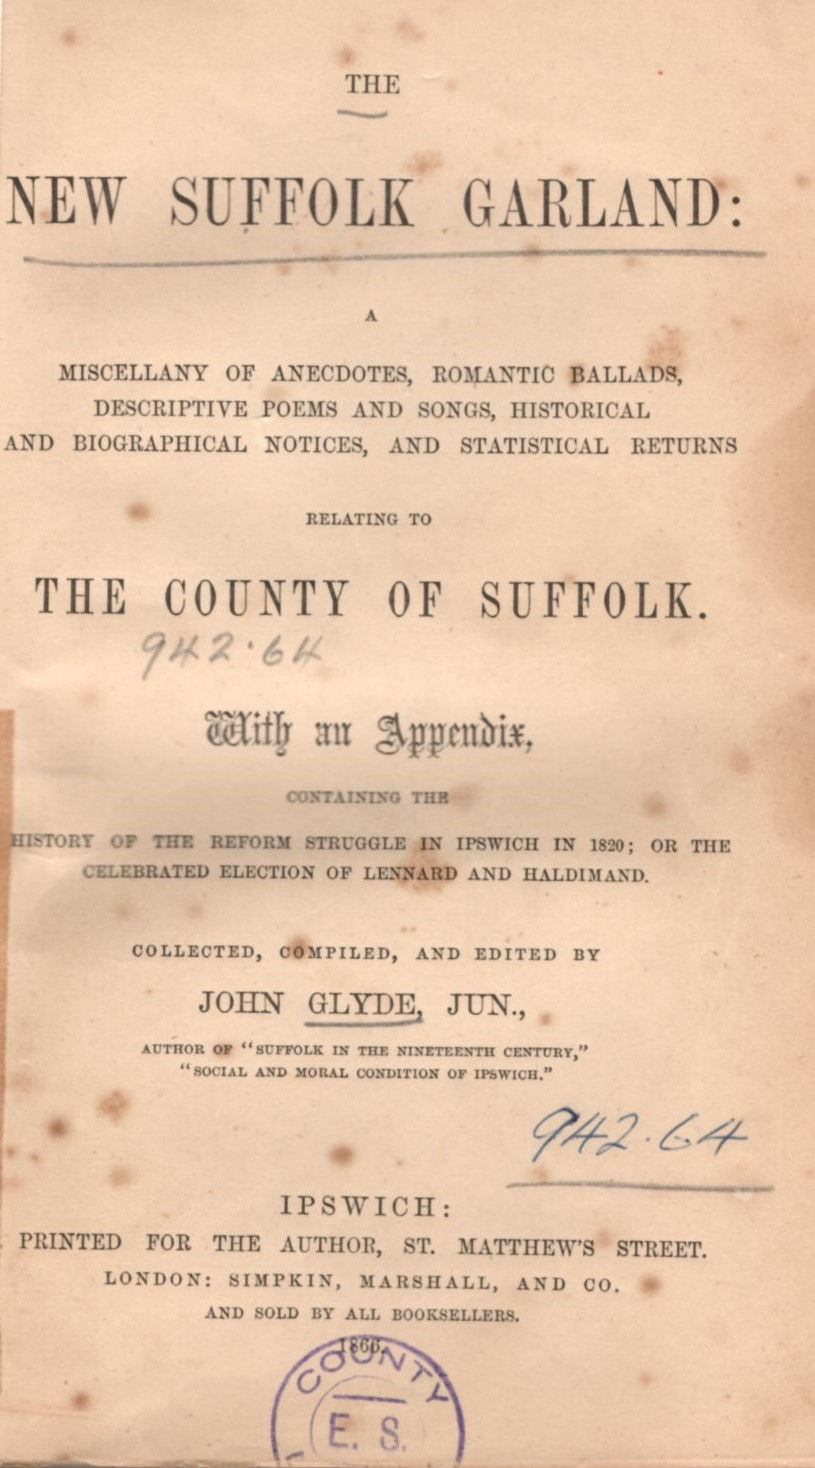 THE
NEW SUFFOLK GARLAND:
A
MISCELLANY OF ANECDOTES, ROMANTIC BALLADS,
DESCRIPTIVE POEMS AND SONGS, HISTORICAL
AND BIOGRAPHICAL NOTICES, AND STATISTICAL RETURNS
RELATING TO
THE COUNTY OF SUFFOLK.
942.64
With an Appendix,
CONTAINING THE
HISTORY OF THE REFORM STRUGGLE IN IPSWICH IN 1820; OR THE
CELEBRATED ELECTION OF LENNARD AND HALDIMAND.
COLLECTED, COMPILED, AND EDITED BY
JOHN GLYDE, JUN.,
AUTHOR OF "SUFFOLK IN THE NINETEENTH CENTURY,"
"SOCIAL AND MORAL CONDITION OF IPSWICH."
942.64
IPSWICH:
PRINTED FOR THE AUTHOR, ST. MATTHEW'S STREET.
LONDON: SIMPKIN, MARSHALL, AND CO.
AND SOLD BY ALL BOOKSELLERS.
1866.
COUNTY
E. S.